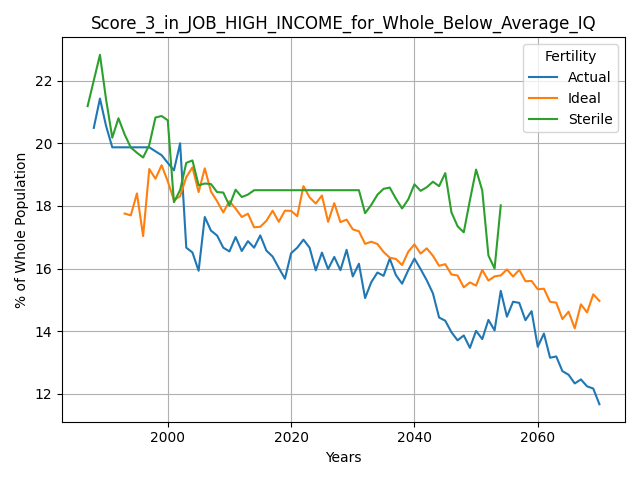 Score_3_in_JOB_HIGH_INCOME_for_Whole_Below_Average_IQ
Fertility
Actual
Ideal
Sterile
% of Whole Population
22
20
18
16
14
12
2000
2020
2040
2060
Years